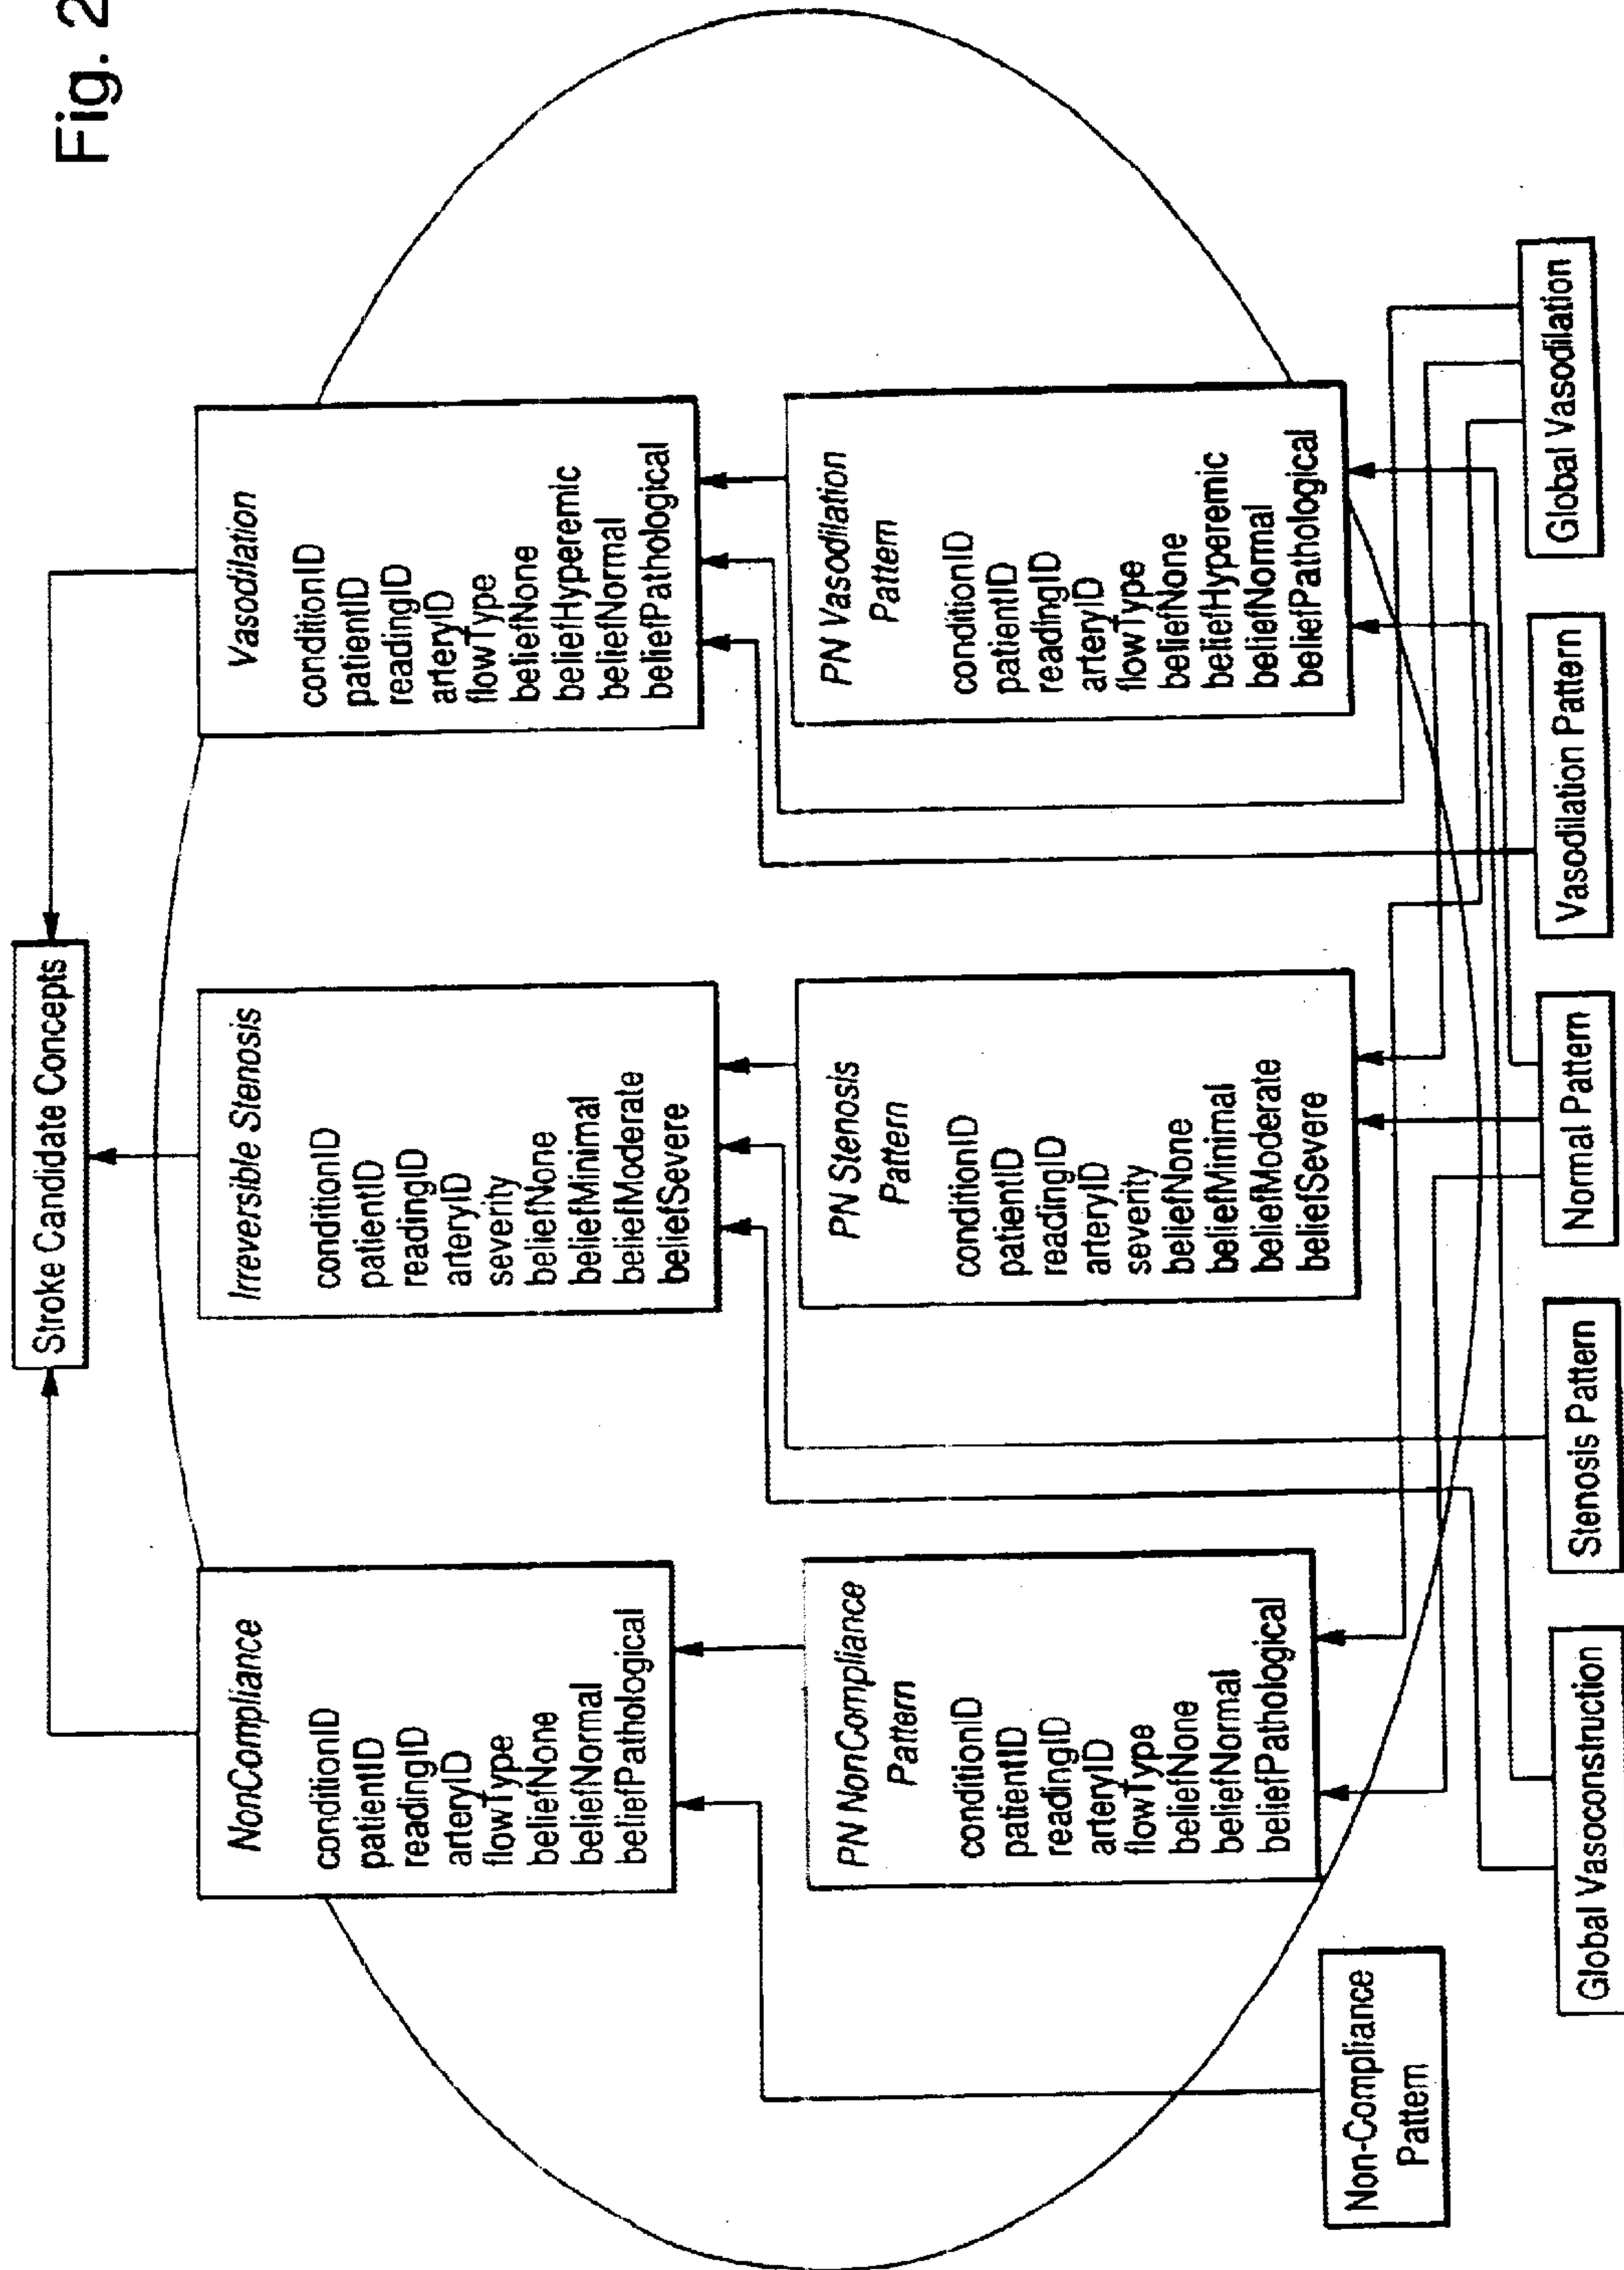 Fig. 2
Stroke Candidate Concepts
NonCompliance
conditionID
patientID
readingID
arteryID
flowType
beliefNone
beliefNormal
beliefPathological
Irreversible Stenosis
conditionID
patientID
readingID
arteryID
severity
beliefNone
beliefMinimal
beliefModerate
beliefSevere
Vasodilation
conditionID
patientID
readingID
arteryID
flowType
beliefNone
beliefHyperemic
beliefNormal
beliefPathological
PN NonCompliance
Pattern
conditionID
patientID
readingID
arteryID
flowType
beliefNone
beliefNormal
beliefPathological
PN Stenosis
Pattern
conditionID
patientID
readingID
arteryID
severity
beliefNone
beliefMinimal
beliefModerate
beliefSevere
PN Vasodilation
Pattern
conditionID
patientID
readingID
arteryID
flowType
beliefNone
beliefHyperemic
beliefNormal
beliefPathological
Non-Compliance
Pattern
Global Vasoconstruction
Stenosis Pattern
Normal Pattern
Vasodilation Pattern
Global Vasodilation